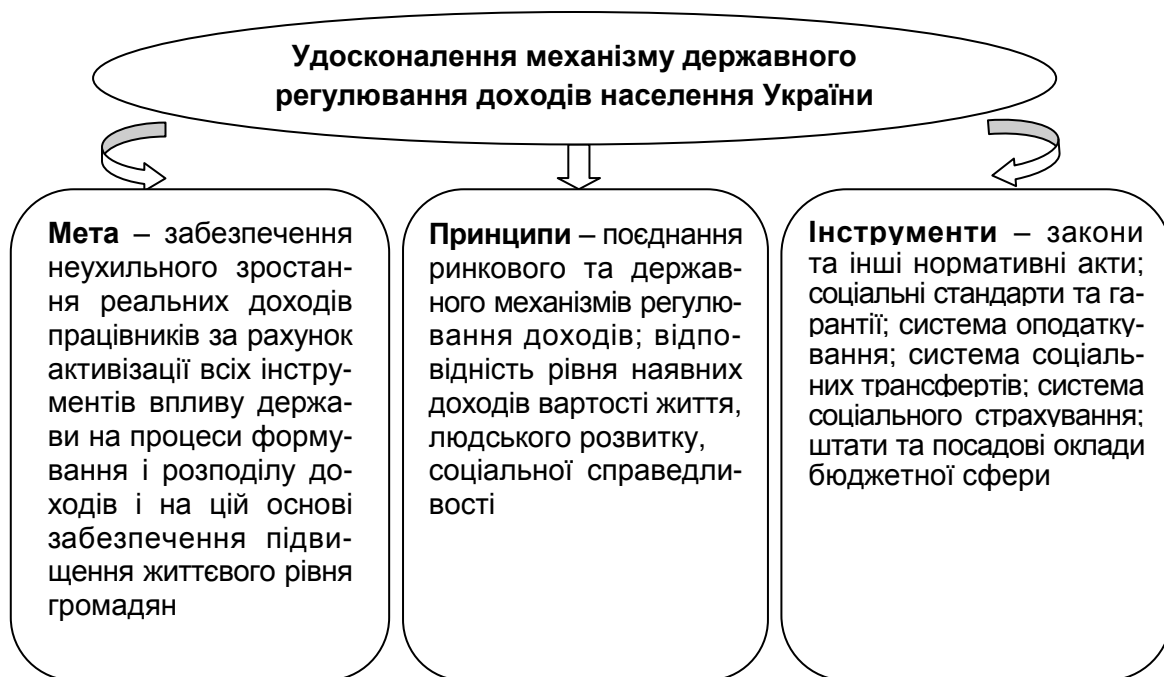 Удосконалення механізму державного
регулювання доходів населення України
Мета – забезпечення
неухильного зростан-
ня реальних доходів
працівників за рахунок
активізації всіх інстру-
ментів впливу держа-
ви на процеси форму-
вання і розподілу до-
ходів і на цій основі
забезпечення підви-
щення життєвого рівня
громадян
Принципи – поєднання
ринкового та держав-
ного механізмів регулю-
вання доходів; відпо-
відність рівня наявних
доходів вартості життя,
людського розвитку,
соціальної справедли-
вості
Інструменти – закони
та інші нормативні акти;
соціальні стандарти та га-
рантії; система оподатку-
вання; система соціаль-
них трансфертів; система
соціального страхування;
штати та посадові оклади
бюджетної сфери